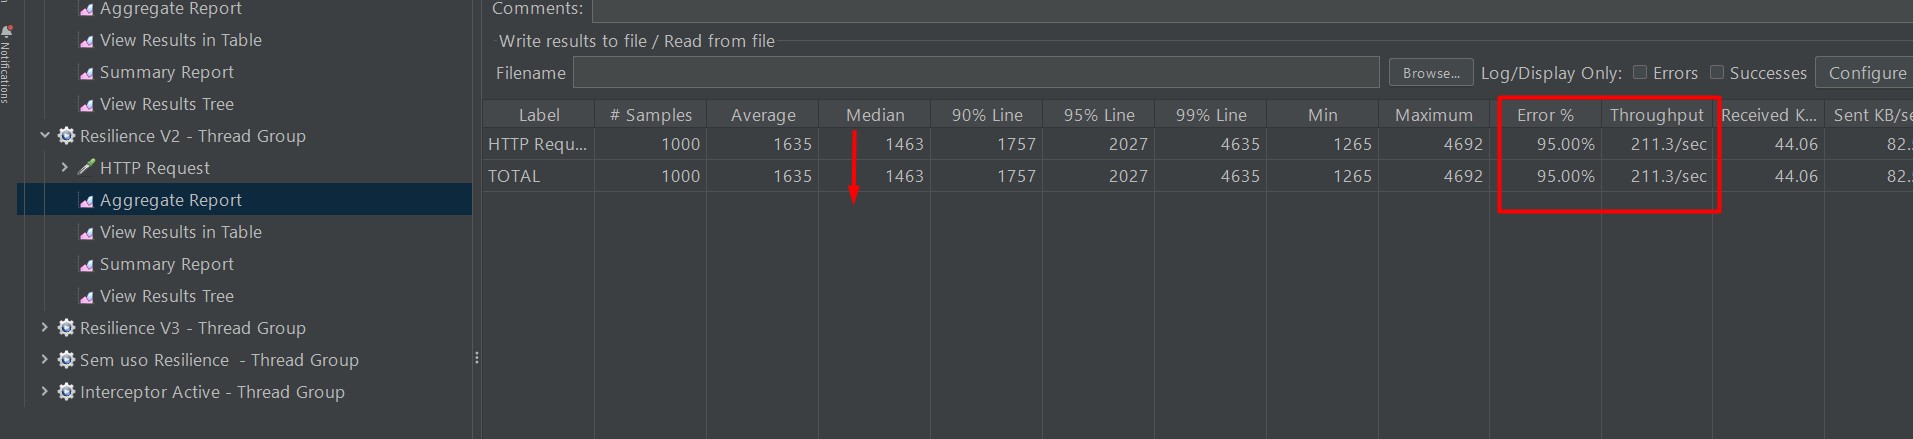 Aggregate Report
View Results in Table
Summary Report
View Results Tree
Resilience V2 - Thread Group
HTTP Request
Aggregate Report
View Results in Table
Summary Report
View Results Tree
Resilience V3 - Thread Group
Sem uso Resilience - Thread Group
Interceptor Active - Thread Group
Notifications
Comments:
Write results to file / Read from file
Filename Browse... Log/Display Only: Errors Successes Configure
Label # Samples Average Median 90% Line 95% Line 99% Line Min Maximum Error % Throughput Received K... Sent KB/se
HTTP Requ... 1000 1635 1463 1757 2027 4635 1265 4692 95.00% 211.3/sec 44.06 82.
TOTAL 1000 1635 1463 1757 2027 4635 1265 4692 95.00% 211.3/sec 44.06 82.